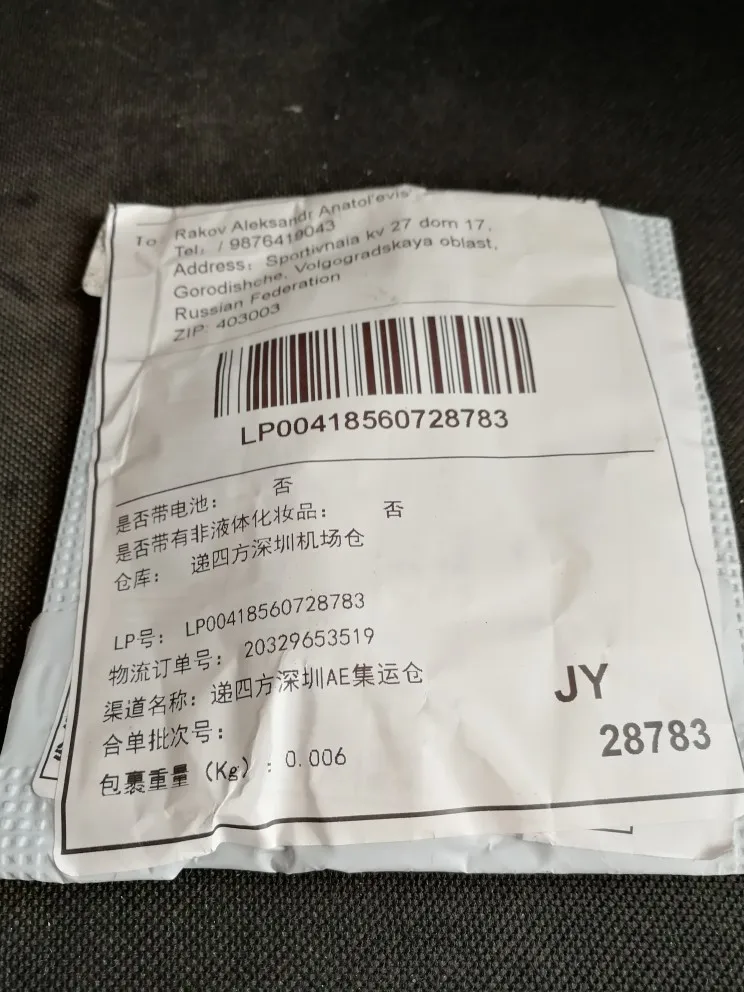 To Rakov Aleksandr Anatol'evis'
Tel: / 9876419043
Address: Sportivnaia kv 27 dom 17,
Gorodishche, Volgogradskaya oblast,
Russian Federation
ZIP: 403003
LP00418560728783
是否带电池： 否
是否带有非液体化妆品： 否
仓库： 递四方深圳机场仓
LP号： LP00418560728783
物流订单号： 20329653519
渠道名称：递四方深圳AE集运仓
合单批次号：
包裹重量（Kg）：0.006
JY
28783